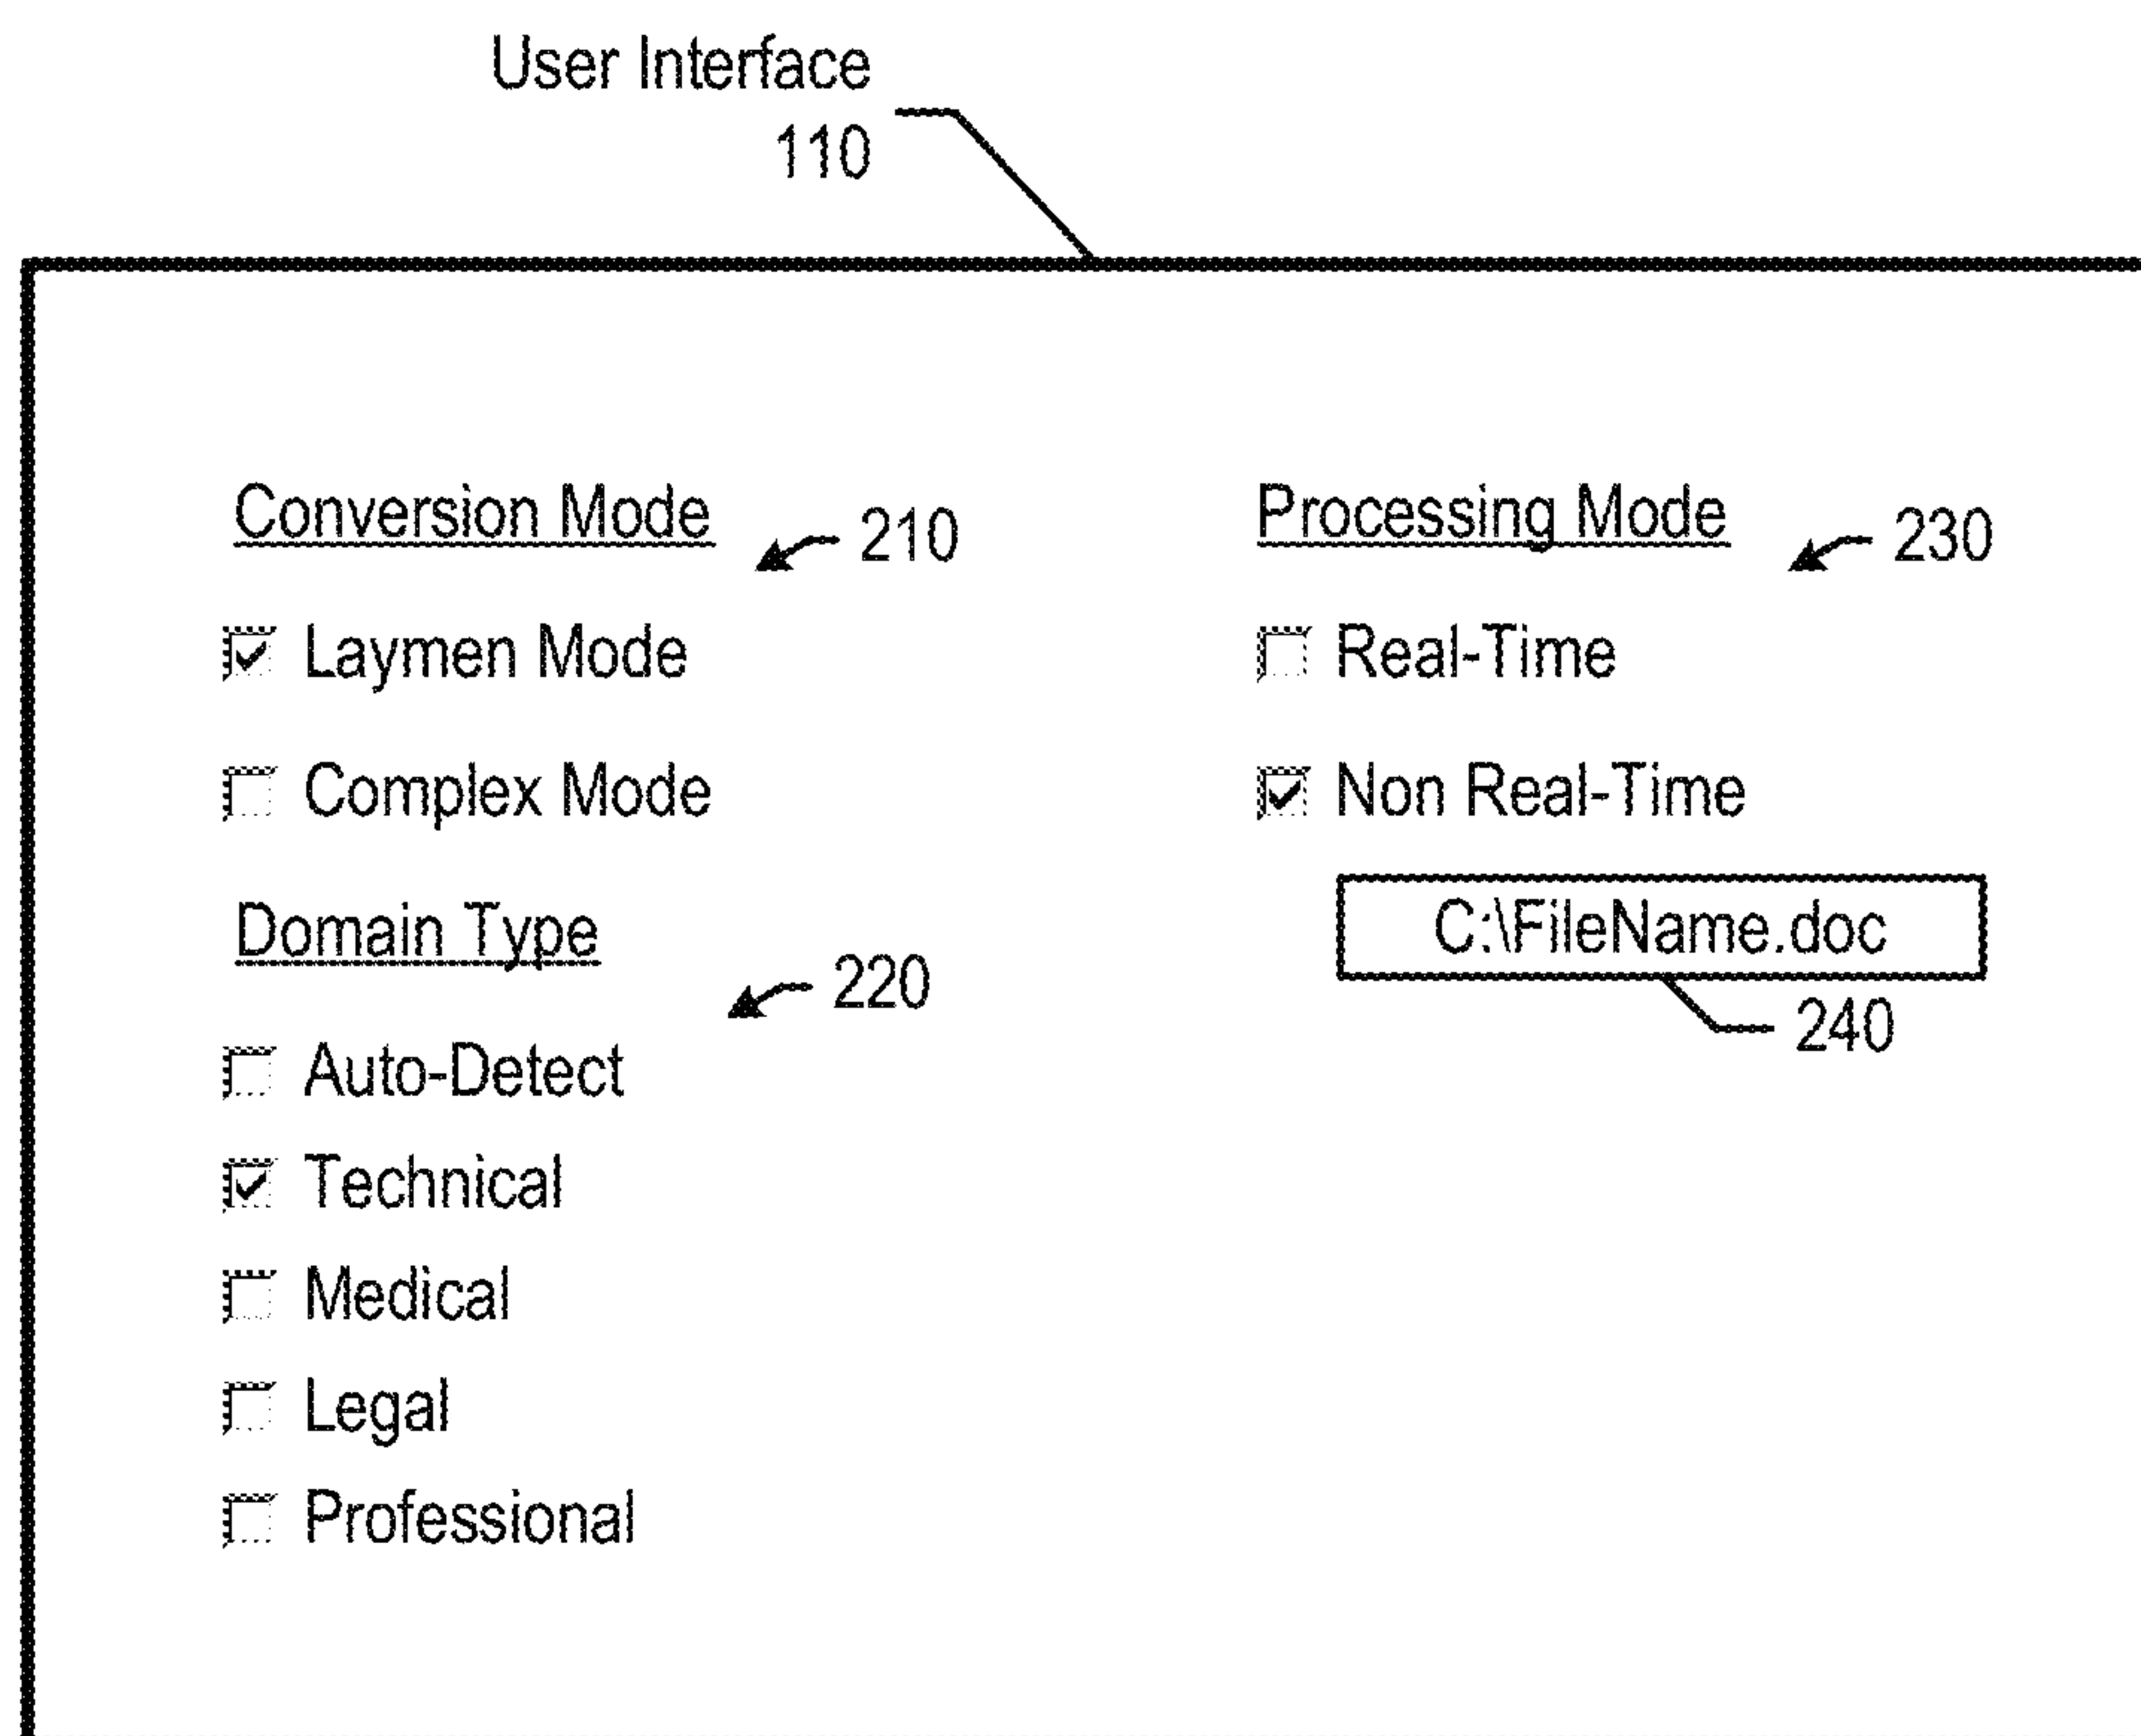 User Interface
110
Conversion Mode
210
Laymen Mode
Complex Mode
Domain Type
220
Auto-Detect
Technical
Medical
Legal
Professional
Processing Mode
230
Real-Time
Non Real-Time
C:\FileName.doc
240